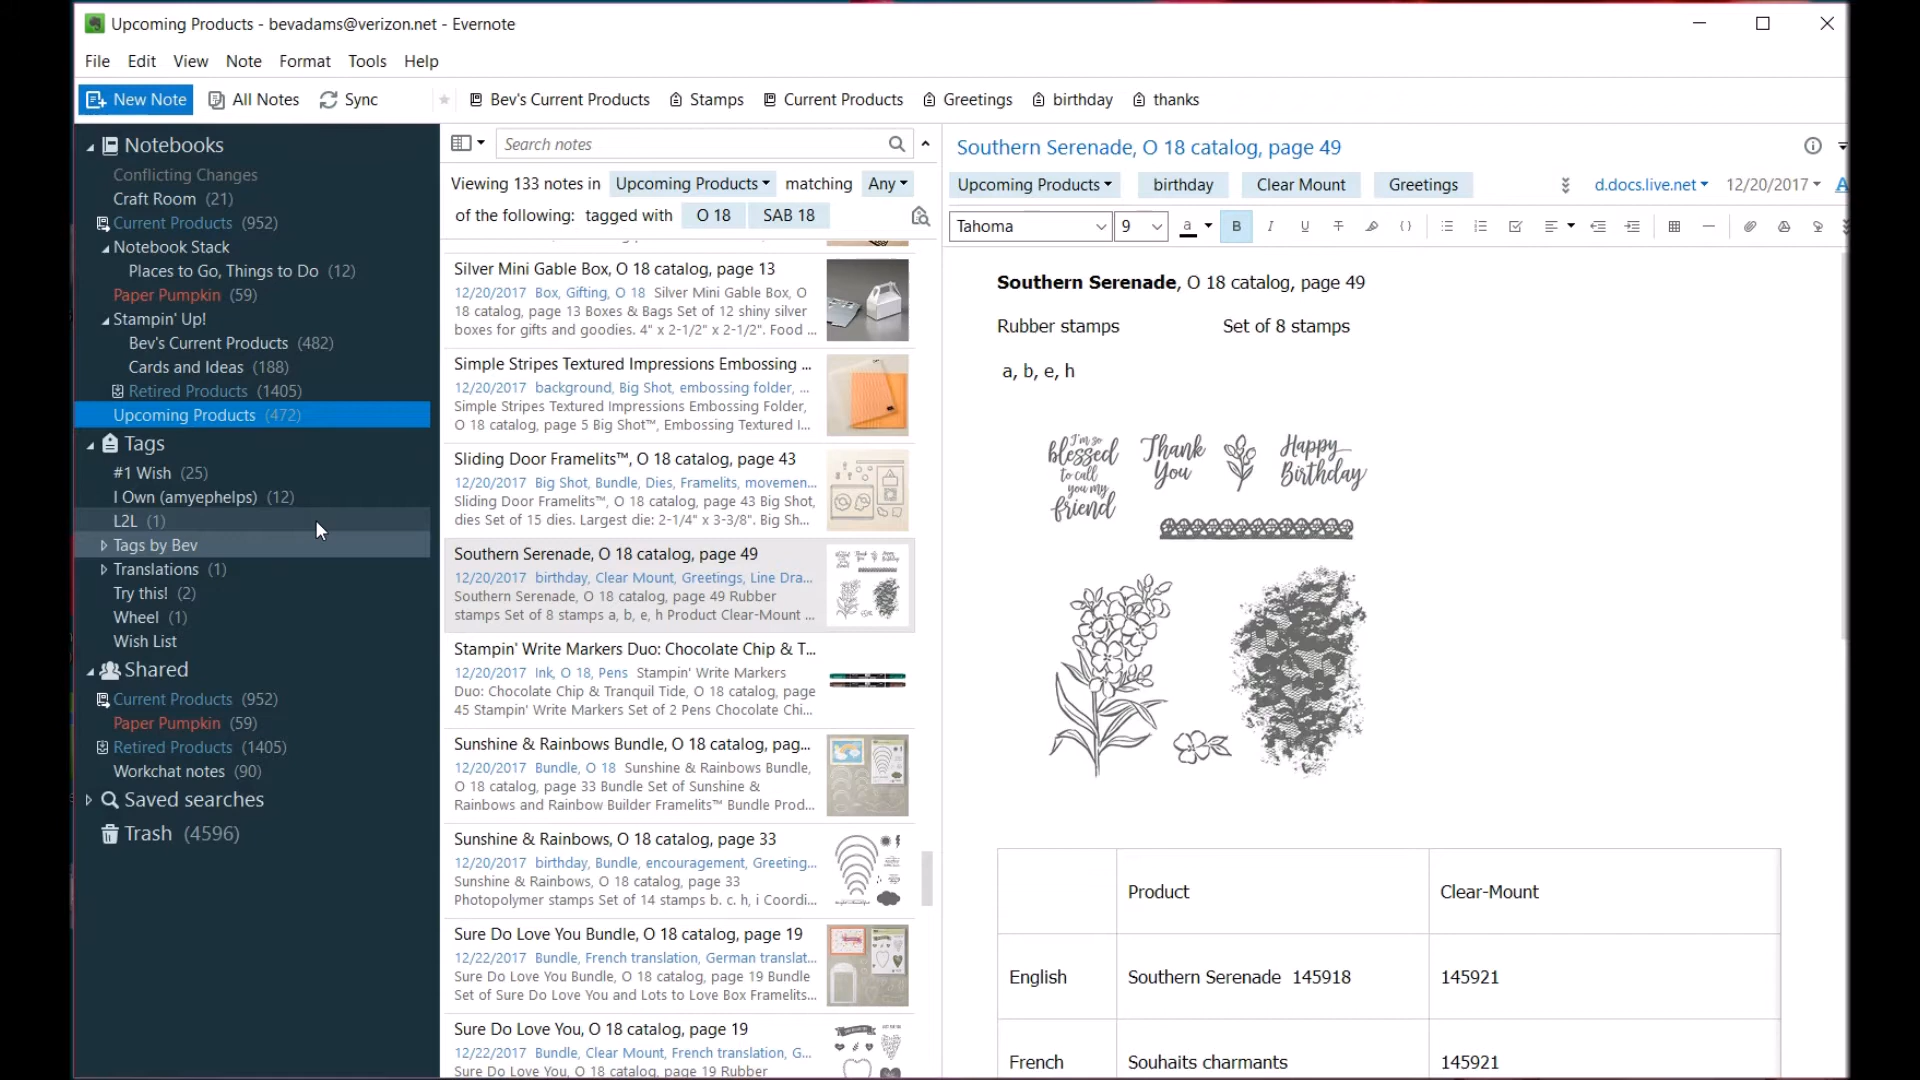 Upcoming Products - bevadams@verizon.net - Evernote
File Edit View Note Format Tools Help
New Note All Notes Sync Bev's Current Products Stamps Current Products Greetings birthday thanks
Notebooks
Conflicting Changes
Craft Room (21)
Current Products (952)
Notebook Stack
Places to Go, Things to Do (12)
Paper Pumpkin (59)
Stampin' Up!
Bev's Current Products (482)
Cards and Ideas (188)
Retired Products (1405)
Upcoming Products (472)
Tags
#1 Wish (25)
I Own (amyephelps) (12)
L2L (1)
Tags by Bev
Translations (1)
Try this! (2)
Wheel (1)
Wish List
Shared
Current Products (952)
Paper Pumpkin (59)
Retired Products (1405)
Workchat notes (90)
Saved searches
Trash (4596)
Search notes
Viewing 133 notes in Upcoming Products matching Any
of the following: tagged with O 18 SAB 18
Silver Mini Gable Box, O 18 catalog, page 13
12/20/2017 Box, Gifting, O 18 Silver Mini Gable Box, O
18 catalog, page 13 Boxes & Bags Set of 12 shiny silver
boxes for gifts and goodies. 4" x 2-1/2" x 2-1/2". Food ...
Simple Stripes Textured Impressions Embossing ...
12/20/2017 background, Big Shot, embossing folder, ...
Simple Stripes Textured Impressions Embossing Folder,
O 18 catalog, page 5 Big Shot™, Embossing Textured I...
Sliding Door Framelits™, O 18 catalog, page 43
12/20/2017 Big Shot, Bundle, Dies, Framelits, movemen...
Sliding Door Framelits™, O 18 catalog, page 43 Big Shot,
dies Set of 15 dies. Largest die: 2-1/4" x 3-3/8". Big Sh...
Southern Serenade, O 18 catalog, page 49
12/20/2017 birthday, Clear Mount, Greetings, Line Dra...
Southern Serenade, O 18 catalog, page 49 Rubber
stamps Set of 8 stamps a, b, e, h Product Clear-Mount ...
Stampin' Write Markers Duo: Chocolate Chip & T...
12/20/2017 Ink, O 18, Pens Stampin' Write Markers
Duo: Chocolate Chip & Tranquil Tide, O 18 catalog, page
45 Stampin' Write Markers Set of 2 Pens Chocolate Chi...
Sunshine & Rainbows Bundle, O 18 catalog, pag...
12/20/2017 Bundle, O 18 Sunshine & Rainbows Bundle,
O 18 catalog, page 33 Bundle Set of Sunshine &
Rainbows and Rainbow Builder Framelits™ Bundle Prod...
Sunshine & Rainbows, O 18 catalog, page 33
12/20/2017 birthday, Bundle, encouragement, Greeting...
Sunshine & Rainbows, O 18 catalog, page 33
Photopolymer stamps Set of 14 stamps b. c. h, i Coordi...
Sure Do Love You Bundle, O 18 catalog, page 19
12/22/2017 Bundle, French translation, German translat...
Sure Do Love You Bundle, O 18 catalog, page 19 Bundle
Set of Sure Do Love You and Lots to Love Box Framelits...
Sure Do Love You, O 18 catalog, page 19
12/22/2017 Bundle, Clear Mount, French translation, G...
Sure Do Love You, O 18 catalog, page 19 Rubber
Southern Serenade, O 18 catalog, page 49
Upcoming Products birthday Clear Mount Greetings d.docs.live.net 12/20/2017
Tahoma 9 a B I U T
Southern Serenade, O 18 catalog, page 49
Rubber stamps Set of 8 stamps
a, b, e, h
I'm so
blessed
to call
you my
friend
Thank
You
Happy
Birthday
Product Clear-Mount
English Southern Serenade 145918 145921
French Souhaits charmants 145921